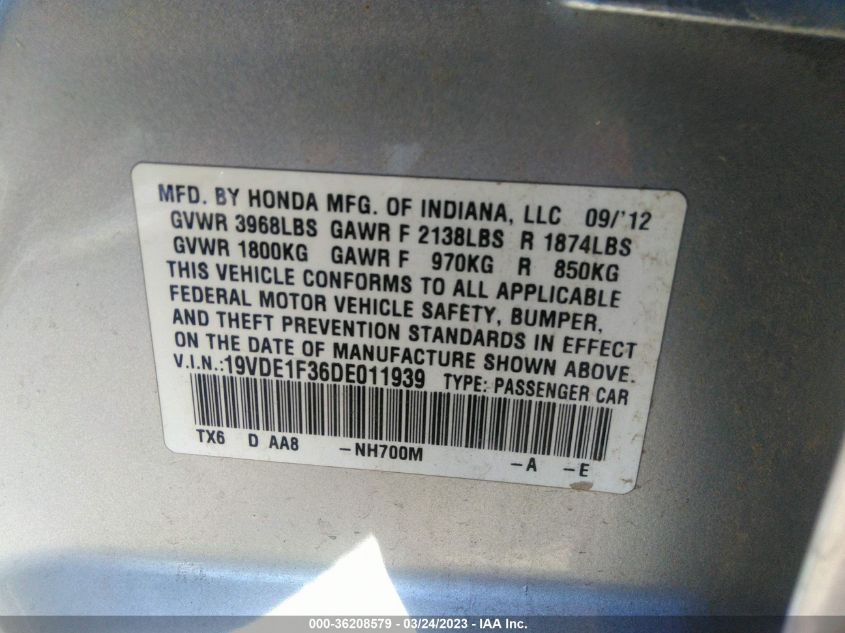 MFD. BY HONDA MFG. OF INDIANA, LLC 09/'12
GVWR 3968LBS GAWR F 2138LBS R 1874LBS
GVWR 1800KG GAWR F 970KG R 850KG
THIS VEHICLE CONFORMS TO ALL APPLICABLE
FEDERAL MOTOR VEHICLE SAFETY, BUMPER,
AND THEFT PREVENTION STANDARDS IN EFFECT
ON THE DATE OF MANUFACTURE SHOWN ABOVE.
V.I.N.:19VDE1F36DE011939 TYPE: PASSENGER CAR
TX6 D AA8 -NH700M -A -E
000-36208579 - 03/24/2023 - IAA Inc.